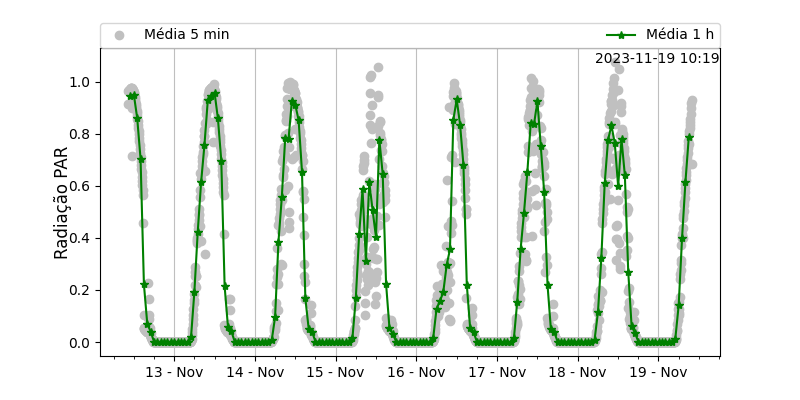 Média 5 min
Média 1 h
2023-11-19 10:19
1.0
0.8
0.6
0.4
0.2
0.0
Radiação PAR
13 - Nov
14 - Nov
15 - Nov
16 - Nov
17 - Nov
18 - Nov
19 - Nov